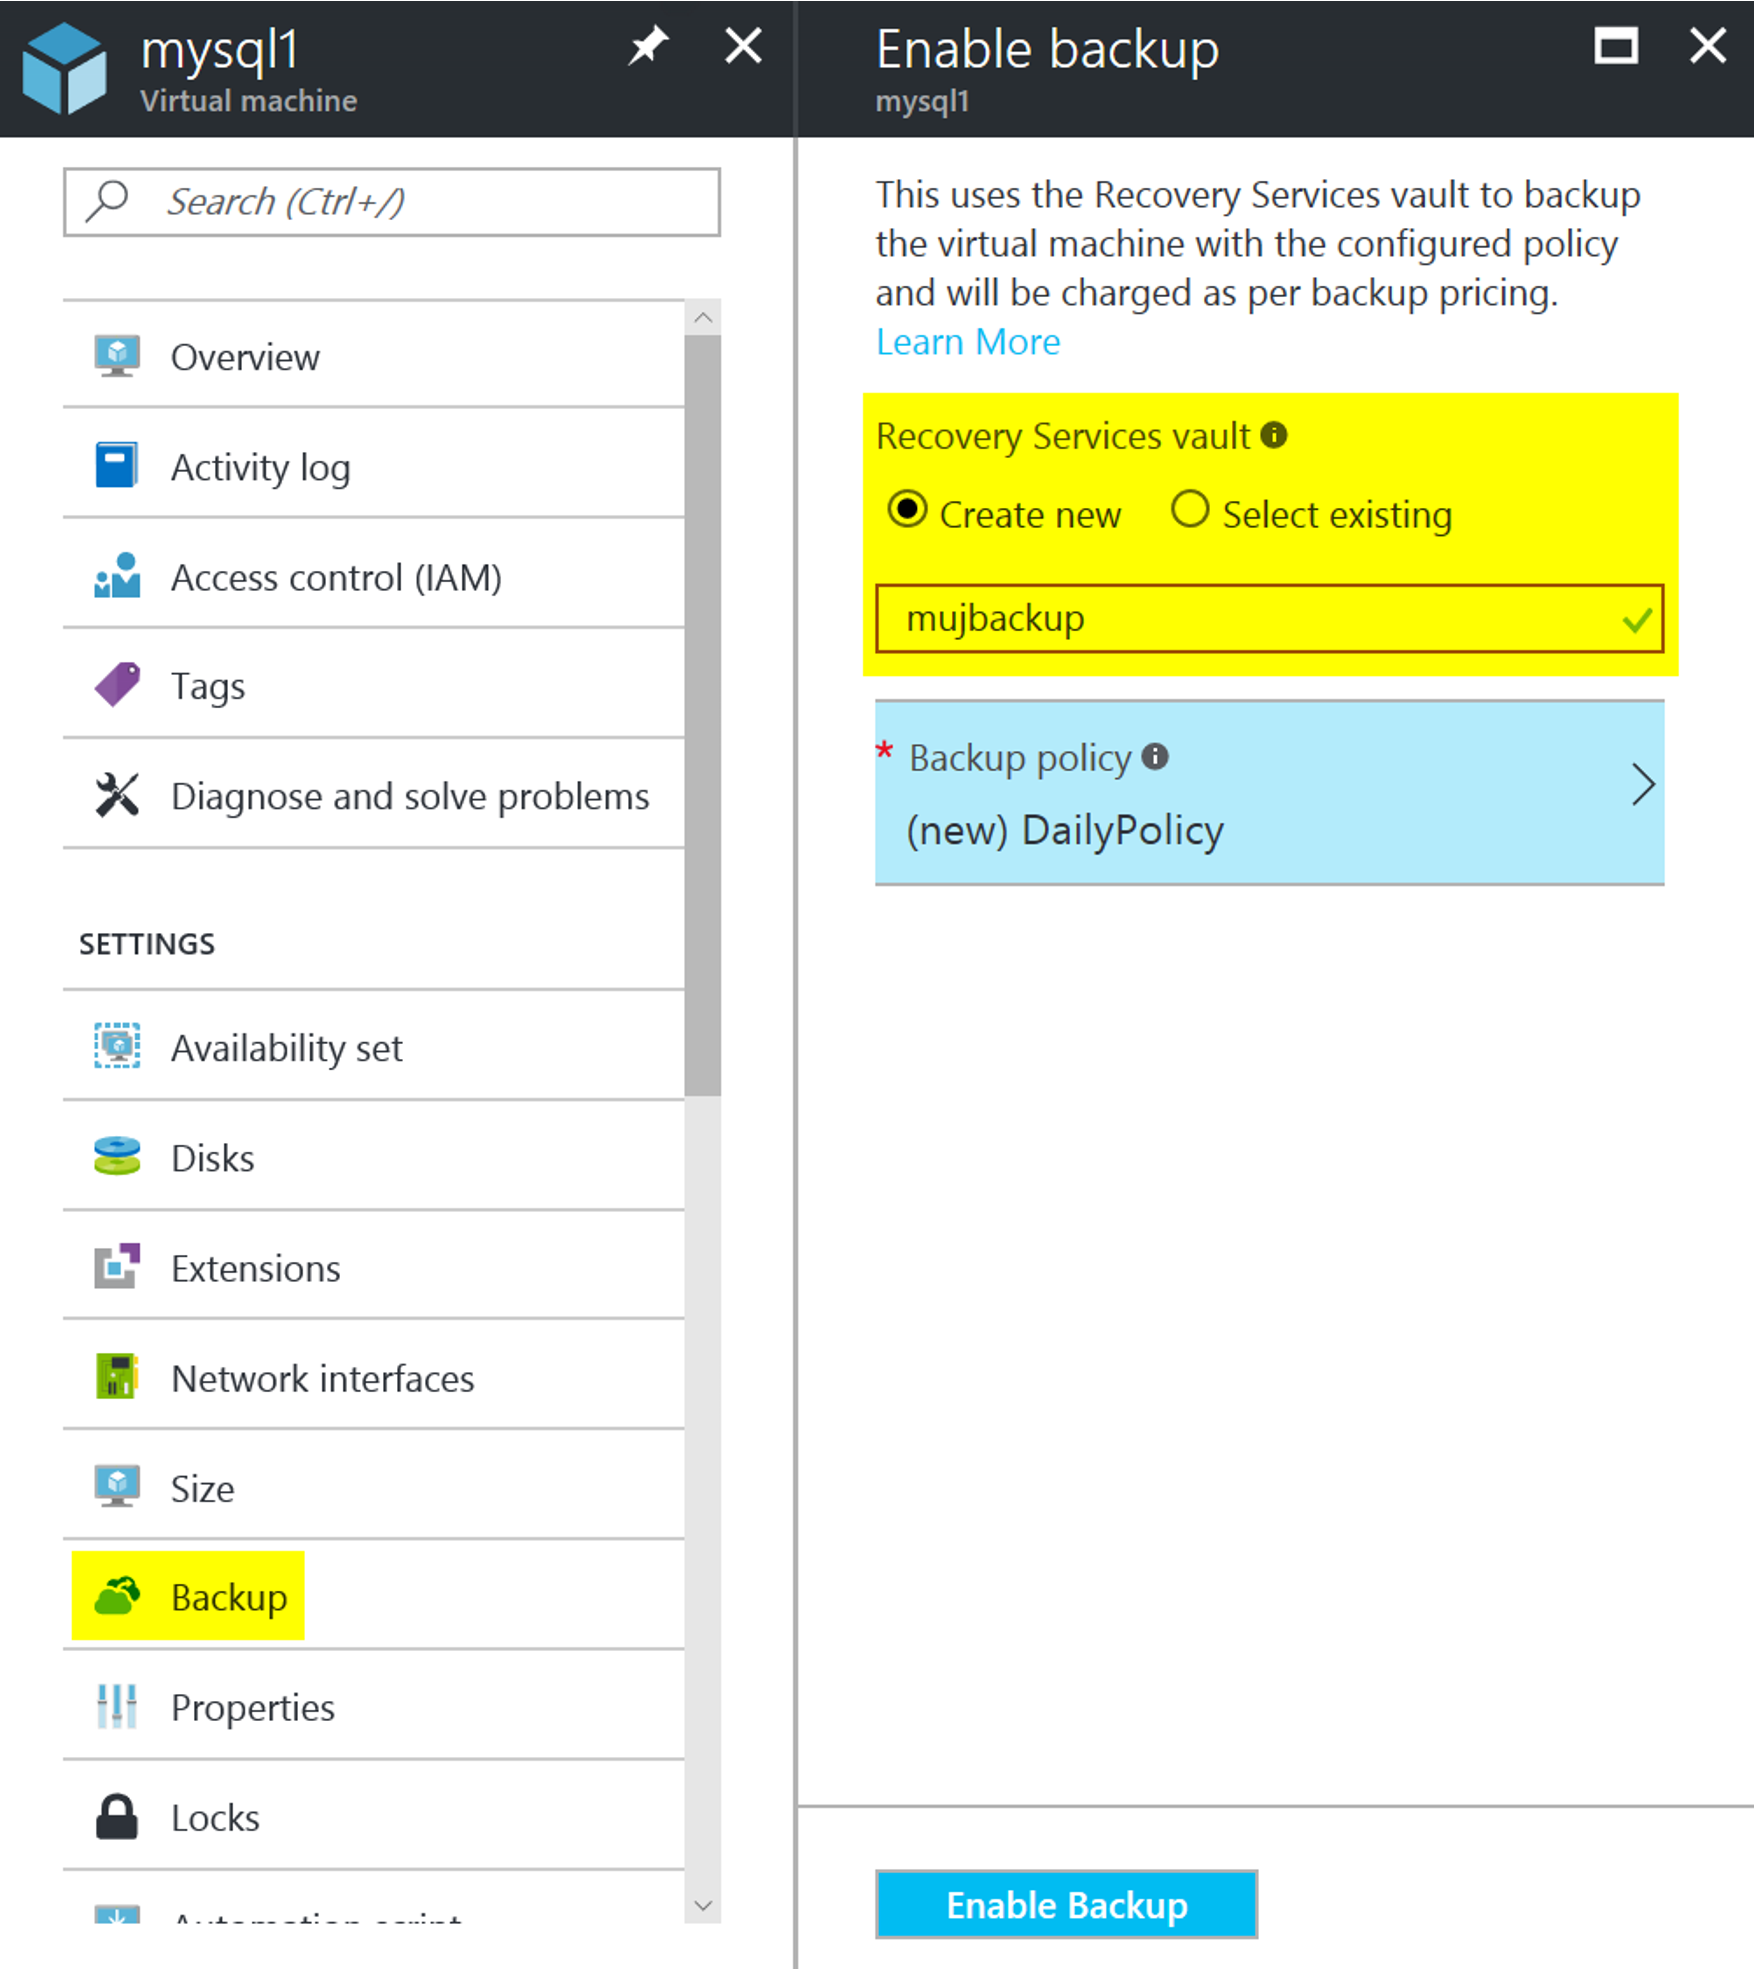 mysql1
Virtual machine
Search (Ctrl+/)
Overview
Activity log
Access control (IAM)
Tags
Diagnose and solve problems
SETTINGS
Availability set
Disks
Extensions
Network interfaces
Size
Backup
Properties
Locks
Automation script
Enable backup
mysql1
This uses the Recovery Services vault to backup
the virtual machine with the configured policy
and will be charged as per backup pricing.
Learn More
Recovery Services vault
Create new Select existing
mujbackup
* Backup policy
(new) DailyPolicy
Enable Backup